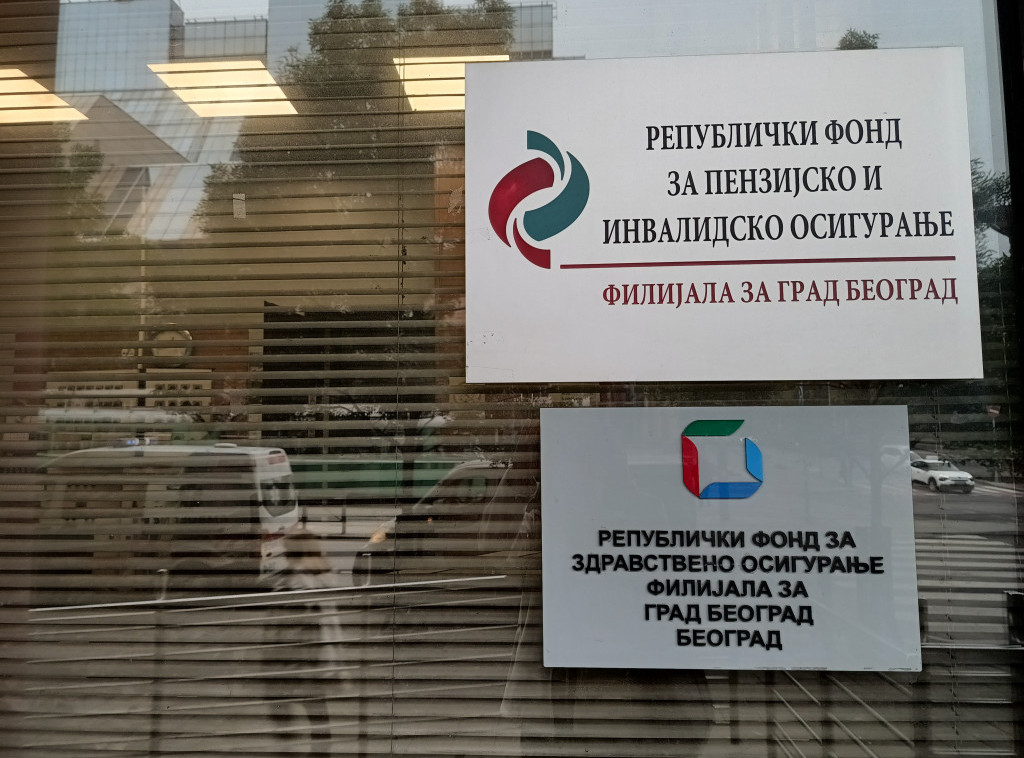 РЕПУБЛИЧКИ ФОНД
ЗА ПЕНЗИЈСКО И
ИНВАЛИДСКО ОСИГУРАЊЕ
ФИЛИЈАЛА ЗА ГРАД БЕОГРАД
РЕПУБЛИЧКИ ФОНД ЗА
ЗДРАВСТВЕНО ОСИГУРАЊЕ
ФИЛИЈАЛА ЗА
ГРАД БЕОГРАД
БЕОГРАД